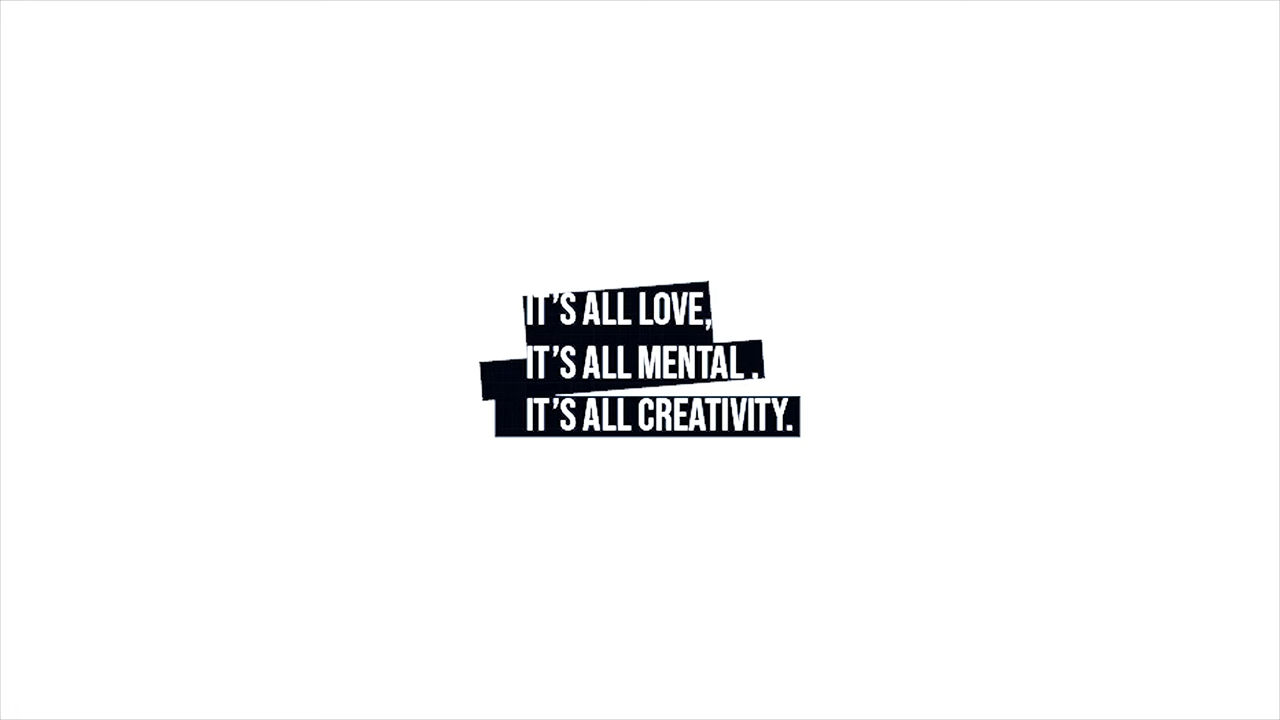 IT’S ALL LOVE,
IT’S ALL MENTAL .
IT’S ALL CREATIVITY.